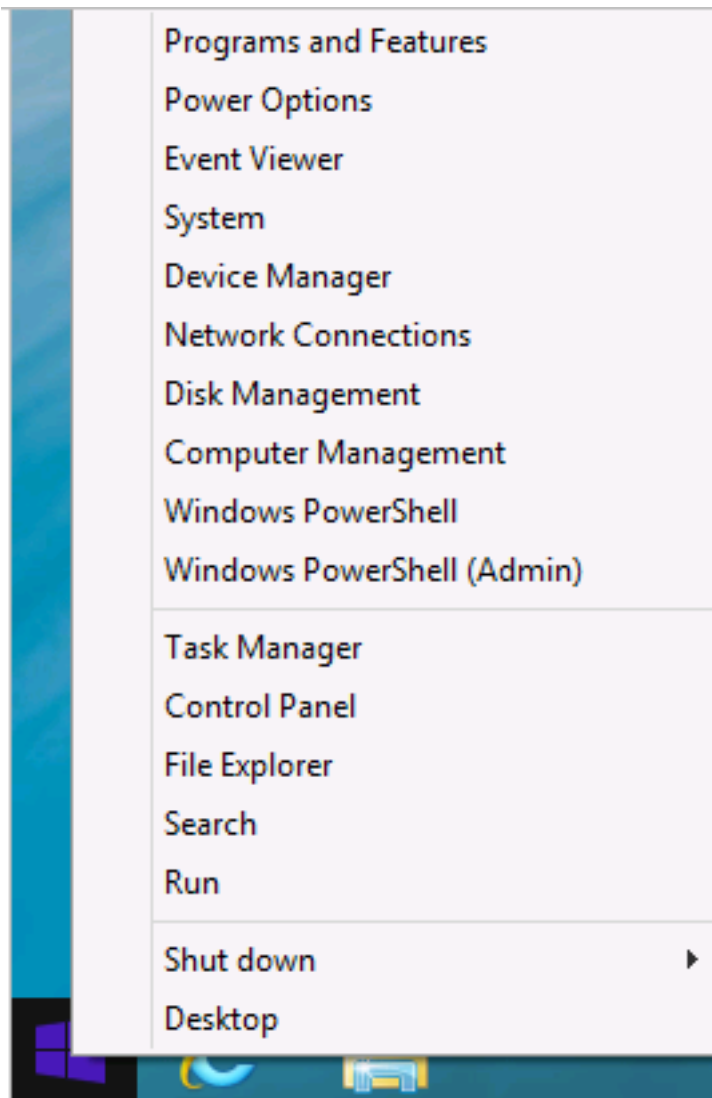 Programs and Features
Power Options
Event Viewer
System
Device Manager
Network Connections
Disk Management
Computer Management
Windows PowerShell
Windows PowerShell (Admin)
Task Manager
Control Panel
File Explorer
Search
Run
Shut down
Desktop